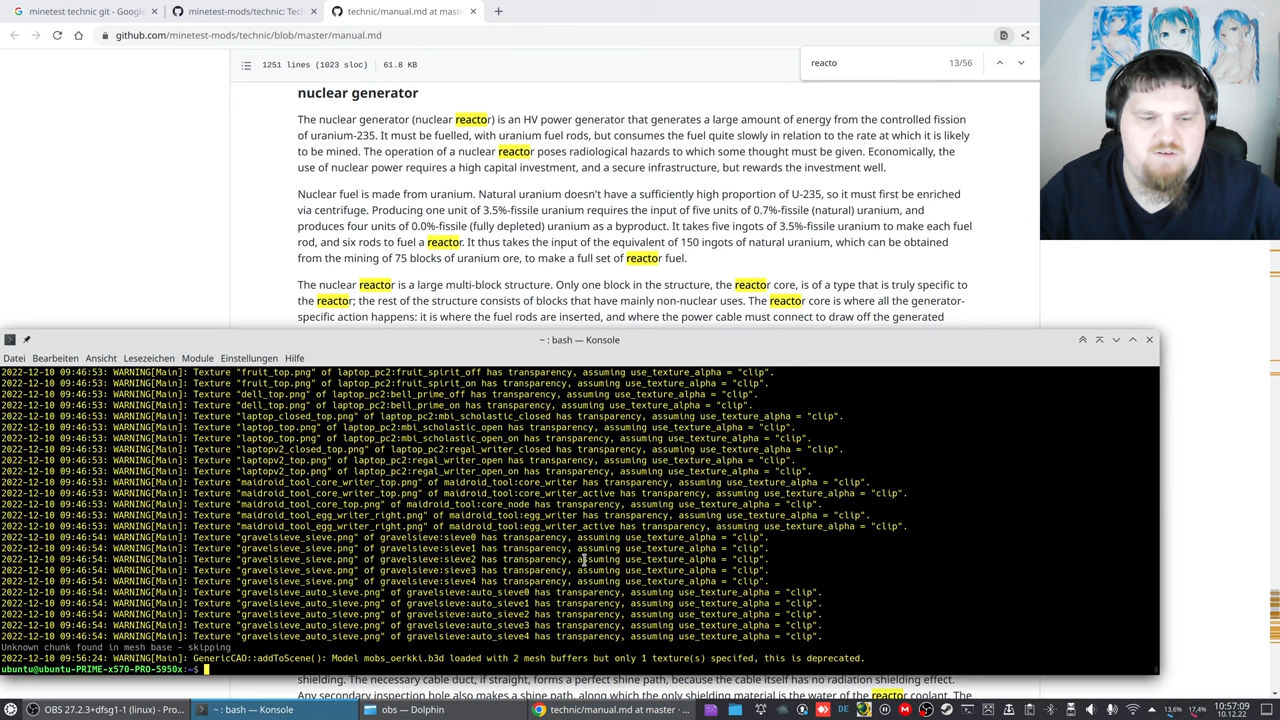 minetest technic git - Google
minetest-mods/technic: Tech
technic/manual.md at maste
github.com/minetest-mods/technic/blob/master/manual.md
1251 lines (1023 sloc)
61.8 KB
reacto
13/56
nuclear generator
The nuclear generator (nuclear reactor) is an HV power generator that generates a large amount of energy from the controlled fission
of uranium-235. It must be fuelled, with uranium fuel rods, but consumes the fuel quite slowly in relation to the rate at which it is likely
to be mined. The operation of a nuclear reactor poses radiological hazards to which some thought must be given. Economically, the
use of nuclear power requires a high capital investment, and a secure infrastructure, but rewards the investment well.
Nuclear fuel is made from uranium. Natural uranium doesn't have a sufficiently high proportion of U-235, so it must first be enriched
via centrifuge. Producing one unit of 3.5%-fissile uranium requires the input of five units of 0.7%-fissile (natural) uranium, and
produces four units of 0.0%-fissile (fully depleted) uranium as a byproduct. It takes five ingots of 3.5%-fissile uranium to make each fuel
rod, and six rods to fuel a reactor. It thus takes the input of the equivalent of 150 ingots of natural uranium, which can be obtained
from the mining of 75 blocks of uranium ore, to make a full set of reactor fuel.
The nuclear reactor is a large multi-block structure. Only one block in the structure, the reactor core, is of a type that is truly specific to
the reactor; the rest of the structure consists of blocks that have mainly non-nuclear uses. The reactor core is where all the generator-
specific action happens: it is where the fuel rods are inserted, and where the power cable must connect to draw off the generated
~ : bash — Konsole
Datei Bearbeiten Ansicht Lesezeichen Module Einstellungen Hilfe
2022-12-10 09:46:53: WARNING[Main]: Texture "fruit_top.png" of laptop_pc2:fruit_spirit_off has transparency, assuming use_texture_alpha = "clip".
2022-12-10 09:46:53: WARNING[Main]: Texture "fruit_top.png" of laptop_pc2:fruit_spirit_on has transparency, assuming use_texture_alpha = "clip".
2022-12-10 09:46:53: WARNING[Main]: Texture "dell_top.png" of laptop_pc2:bell_prime_off has transparency, assuming use_texture_alpha = "clip".
2022-12-10 09:46:53: WARNING[Main]: Texture "dell_top.png" of laptop_pc2:bell_prime_on has transparency, assuming use_texture_alpha = "clip".
2022-12-10 09:46:53: WARNING[Main]: Texture "laptop_closed_top.png" of laptop_pc2:mbi_scholastic_closed has transparency, assuming use_texture_alpha = "clip".
2022-12-10 09:46:53: WARNING[Main]: Texture "laptop_top.png" of laptop_pc2:mbi_scholastic_open has transparency, assuming use_texture_alpha = "clip".
2022-12-10 09:46:53: WARNING[Main]: Texture "laptop_top.png" of laptop_pc2:mbi_scholastic_open_on has transparency, assuming use_texture_alpha = "clip".
2022-12-10 09:46:53: WARNING[Main]: Texture "laptopv2_closed_top.png" of laptop_pc2:regal_writer_closed has transparency, assuming use_texture_alpha = "clip".
2022-12-10 09:46:53: WARNING[Main]: Texture "laptopv2_top.png" of laptop_pc2:regal_writer_open has transparency, assuming use_texture_alpha = "clip".
2022-12-10 09:46:53: WARNING[Main]: Texture "laptopv2_top.png" of laptop_pc2:regal_writer_open_on has transparency, assuming use_texture_alpha = "clip".
2022-12-10 09:46:53: WARNING[Main]: Texture "maidroid_tool_core_writer_top.png" of maidroid_tool:core_writer has transparency, assuming use_texture_alpha = "clip".
2022-12-10 09:46:53: WARNING[Main]: Texture "maidroid_tool_core_writer_top.png" of maidroid_tool:core_writer_active has transparency, assuming use_texture_alpha = "clip".
2022-12-10 09:46:53: WARNING[Main]: Texture "maidroid_tool_core_top.png" of maidroid_tool:core_node has transparency, assuming use_texture_alpha = "clip".
2022-12-10 09:46:53: WARNING[Main]: Texture "maidroid_tool_egg_writer_right.png" of maidroid_tool:egg_writer has transparency, assuming use_texture_alpha = "clip".
2022-12-10 09:46:53: WARNING[Main]: Texture "maidroid_tool_egg_writer_right.png" of maidroid_tool:egg_writer_active has transparency, assuming use_texture_alpha = "clip".
2022-12-10 09:46:54: WARNING[Main]: Texture "gravelsieve_sieve.png" of gravelsieve:sieve0 has transparency, assuming use_texture_alpha = "clip".
2022-12-10 09:46:54: WARNING[Main]: Texture "gravelsieve_sieve.png" of gravelsieve:sieve1 has transparency, assuming use_texture_alpha = "clip".
2022-12-10 09:46:54: WARNING[Main]: Texture "gravelsieve_sieve.png" of gravelsieve:sieve2 has transparency, assuming use_texture_alpha = "clip".
2022-12-10 09:46:54: WARNING[Main]: Texture "gravelsieve_sieve.png" of gravelsieve:sieve3 has transparency, assuming use_texture_alpha = "clip".
2022-12-10 09:46:54: WARNING[Main]: Texture "gravelsieve_sieve.png" of gravelsieve:sieve4 has transparency, assuming use_texture_alpha = "clip".
2022-12-10 09:46:54: WARNING[Main]: Texture "gravelsieve_auto_sieve.png" of gravelsieve:auto_sieve0 has transparency, assuming use_texture_alpha = "clip".
2022-12-10 09:46:54: WARNING[Main]: Texture "gravelsieve_auto_sieve.png" of gravelsieve:auto_sieve1 has transparency, assuming use_texture_alpha = "clip".
2022-12-10 09:46:54: WARNING[Main]: Texture "gravelsieve_auto_sieve.png" of gravelsieve:auto_sieve2 has transparency, assuming use_texture_alpha = "clip".
2022-12-10 09:46:54: WARNING[Main]: Texture "gravelsieve_auto_sieve.png" of gravelsieve:auto_sieve3 has transparency, assuming use_texture_alpha = "clip".
2022-12-10 09:46:54: WARNING[Main]: Texture "gravelsieve_auto_sieve.png" of gravelsieve:auto_sieve4 has transparency, assuming use_texture_alpha = "clip".
Unknown chunk found in mesh base - skipping
2022-12-10 09:56:24: WARNING[Main]: GenericCAO::addToScene(): Model mobs_oerkki.b3d loaded with 2 mesh buffers but only 1 texture(s) specifed, this is deprecated.
ubuntu@ubuntu-PRIME-x570-PRO-5950x:~$
shielding. The necessary cable duct, if straight, forms a perfect shine path, because the cable itself has no radiation shielding effect.
Any secondary inspection hole also makes a shine path, along which the only shielding material is the water of the reactor coolant. The
OBS 27.2.3+dfsg1-1 (linux) - Pro...
~ : bash — Konsole
obs — Dolphin
technic/manual.md at master · ...
DE
13,6%
17,4%
10:57:09
10.12.22